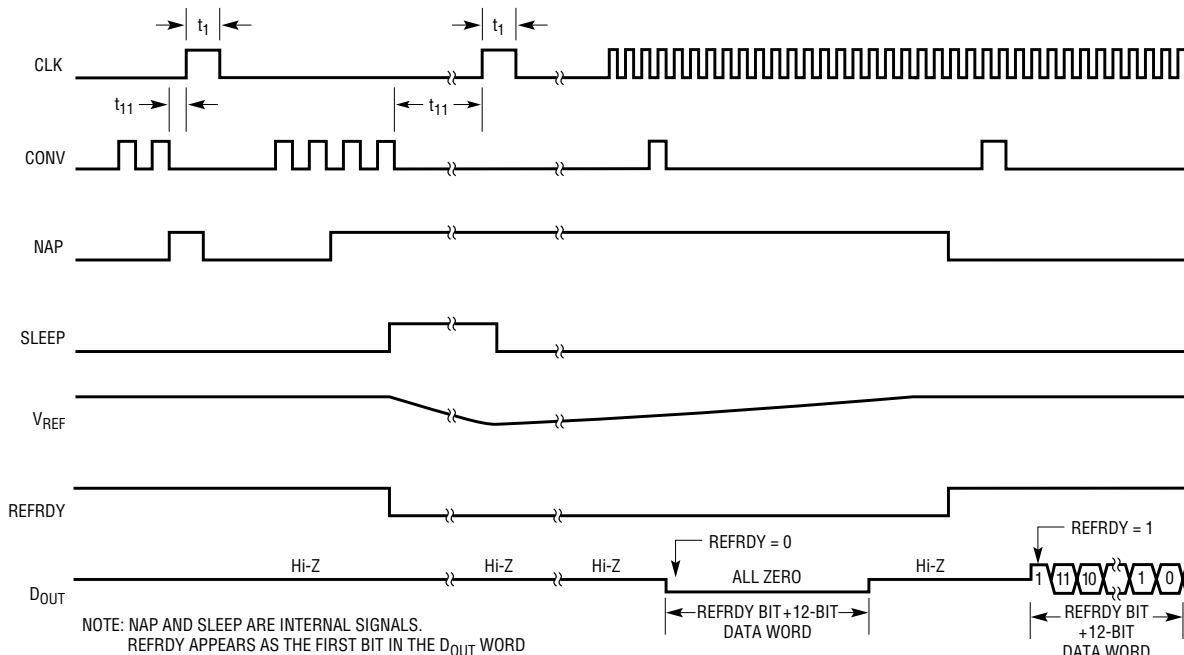 t1
t1
CLK
t11
t11
CONV
NAP
SLEEP
VREF
REFRDY
REFRDY = 0
REFRDY = 1
Hi-Z
Hi-Z
Hi-Z
ALL ZERO
Hi-Z
1 11 10 1 0
DOUT
REFRDY BIT +12-BIT
DATA WORD
REFRDY BIT
+12-BIT
DATA WORD
NOTE: NAP AND SLEEP ARE INTERNAL SIGNALS.
REFRDY APPEARS AS THE FIRST BIT IN THE DOUT WORD